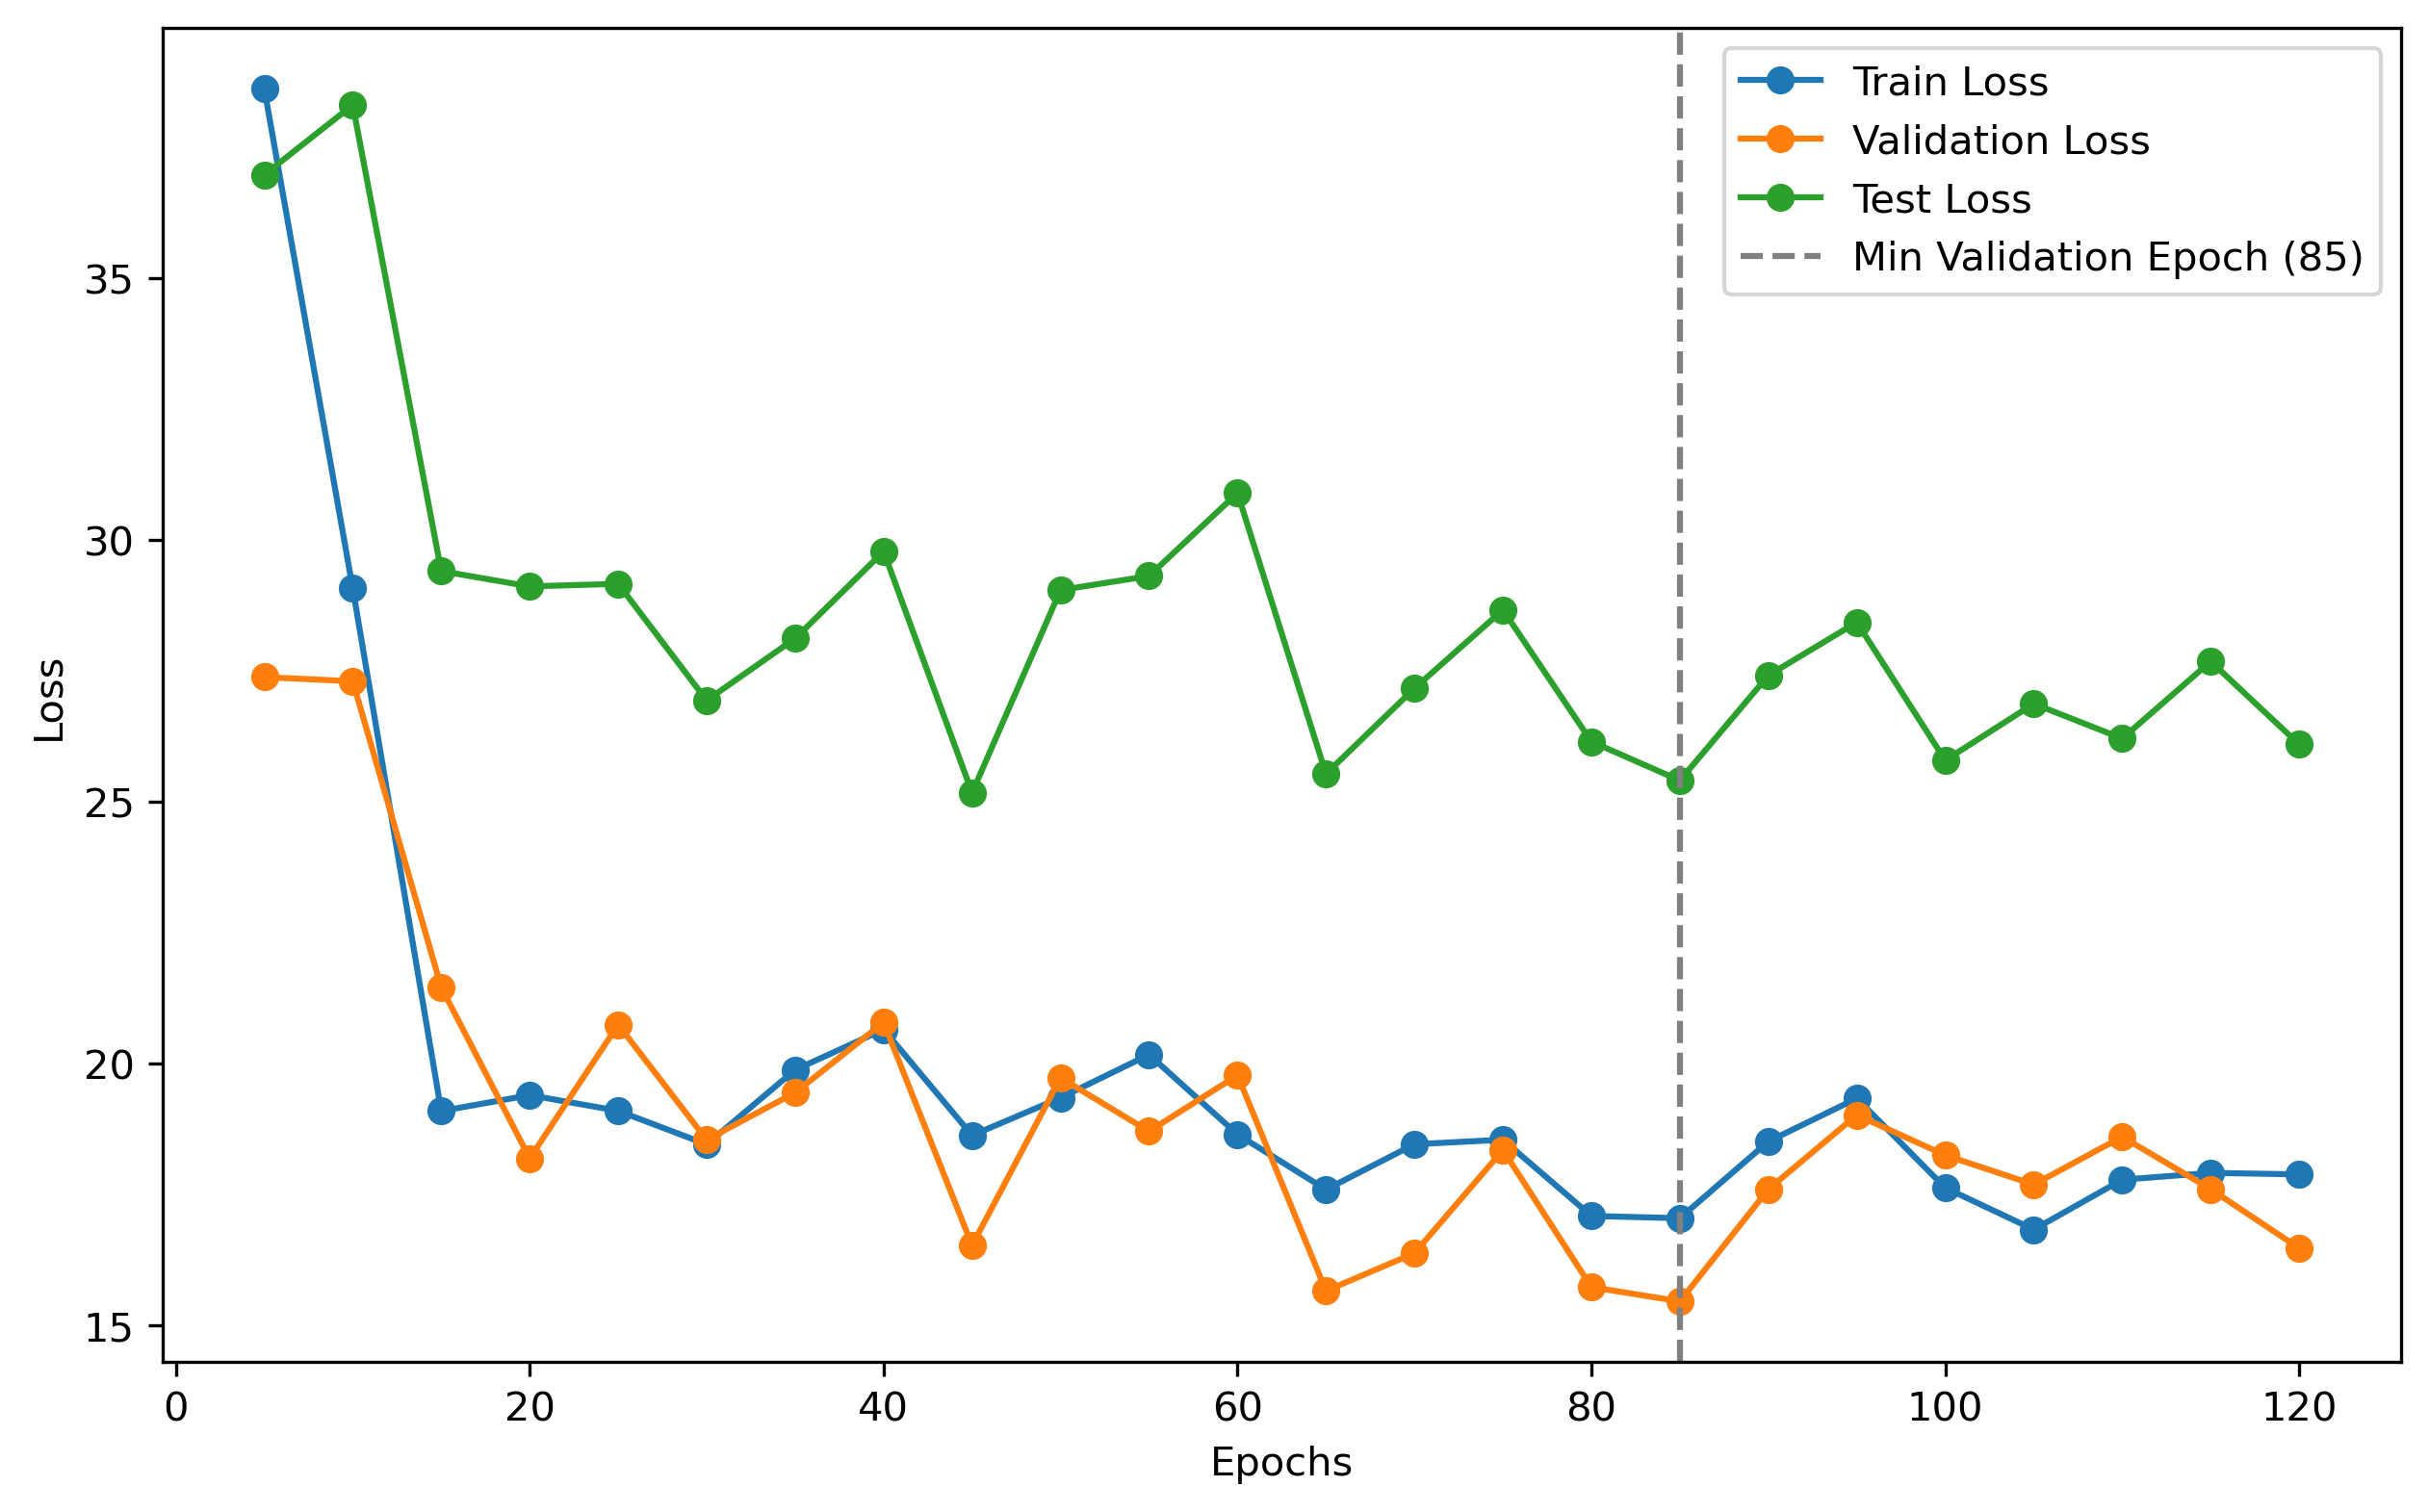 Train Loss
Validation Loss
Test Loss
Min Validation Epoch (85)
Loss
35
30
25
20
15
0 20 40 60 80 100 120
Epochs